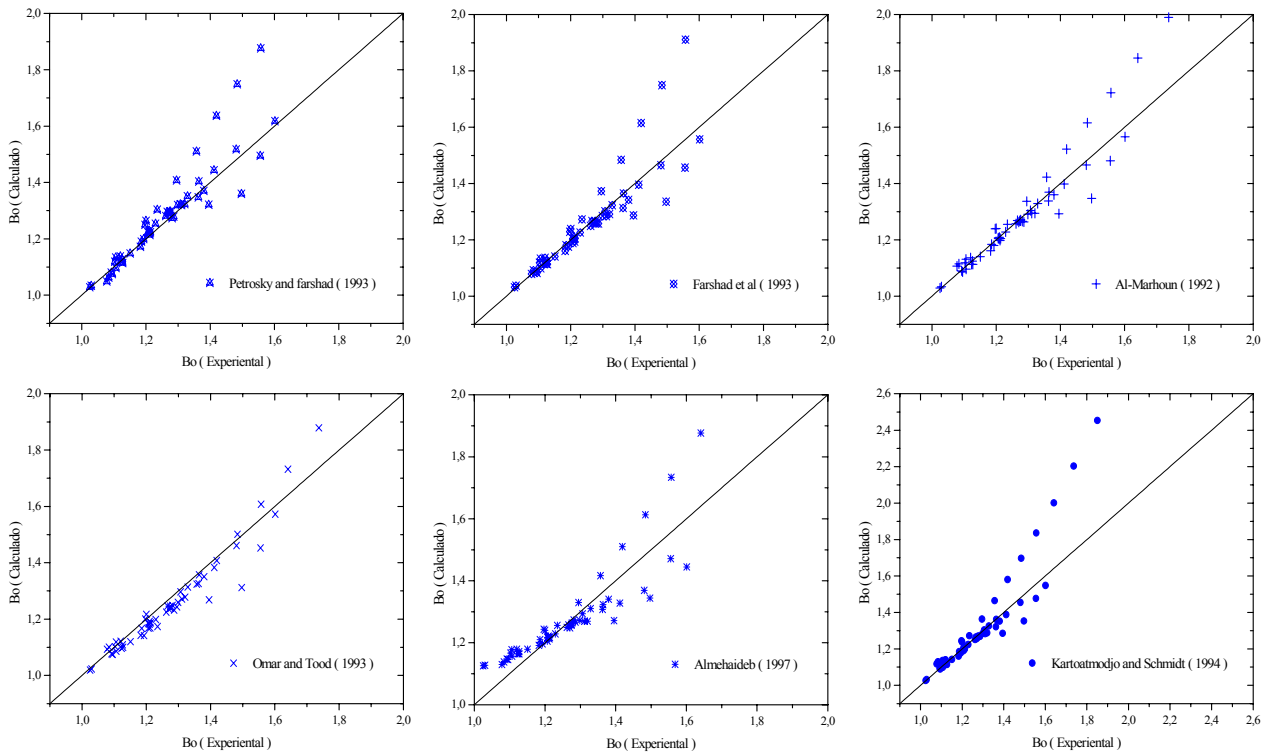 2,0
1,8
1,6
1,4
1,2
1,0
Bo ( Calculado )
Petrosky and farshad ( 1993 )
1,0 1,2 1,4 1,6 1,8 2,0
Bo ( Experiental )
2,0
1,8
1,6
1,4
1,2
1,0
Bo ( Calculado )
Farshad et al ( 1993 )
1,0 1,2 1,4 1,6 1,8 2,0
Bo ( Experiental )
2,0
1,8
1,6
1,4
1,2
1,0
Bo ( Calculado )
Al-Marhoun ( 1992 )
1,0 1,2 1,4 1,6 1,8 2,0
Bo ( Experiental )
2,0
1,8
1,6
1,4
1,2
1,0
Bo ( Calculado )
Omar and Tood ( 1993 )
1,0 1,2 1,4 1,6 1,8 2,0
Bo ( Experiental )
2,0
1,8
1,6
1,4
1,2
1,0
Bo ( Calculado )
Almehaideb ( 1997 )
1,0 1,2 1,4 1,6 1,8 2,0
Bo ( Experiental )
2,6
2,4
2,2
2,0
1,8
1,6
1,4
1,2
1,0
Bo ( Calculado )
Kartoatmodjo and Schmidt ( 1994 )
1,0 1,2 1,4 1,6 1,8 2,0 2,2 2,4 2,6
Bo ( Experiental )